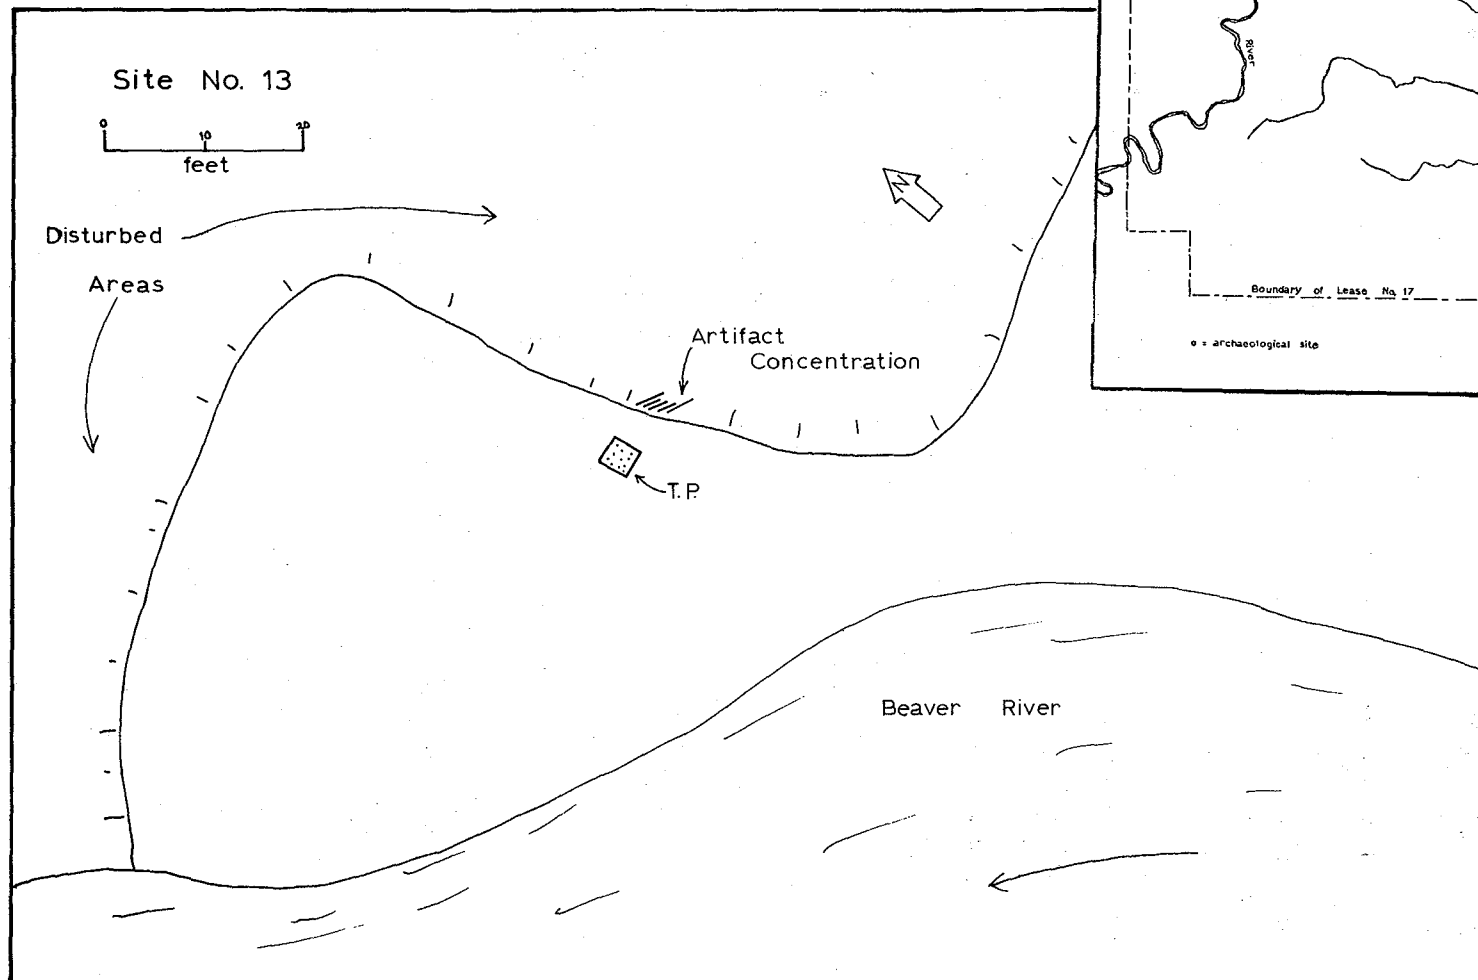 Site No. 13
0 10 20
feet
Disturbed
Areas
N
Artifact
Concentration
T.P.
Beaver River
River
Boundary of Lease No. 17
o = archaeological site